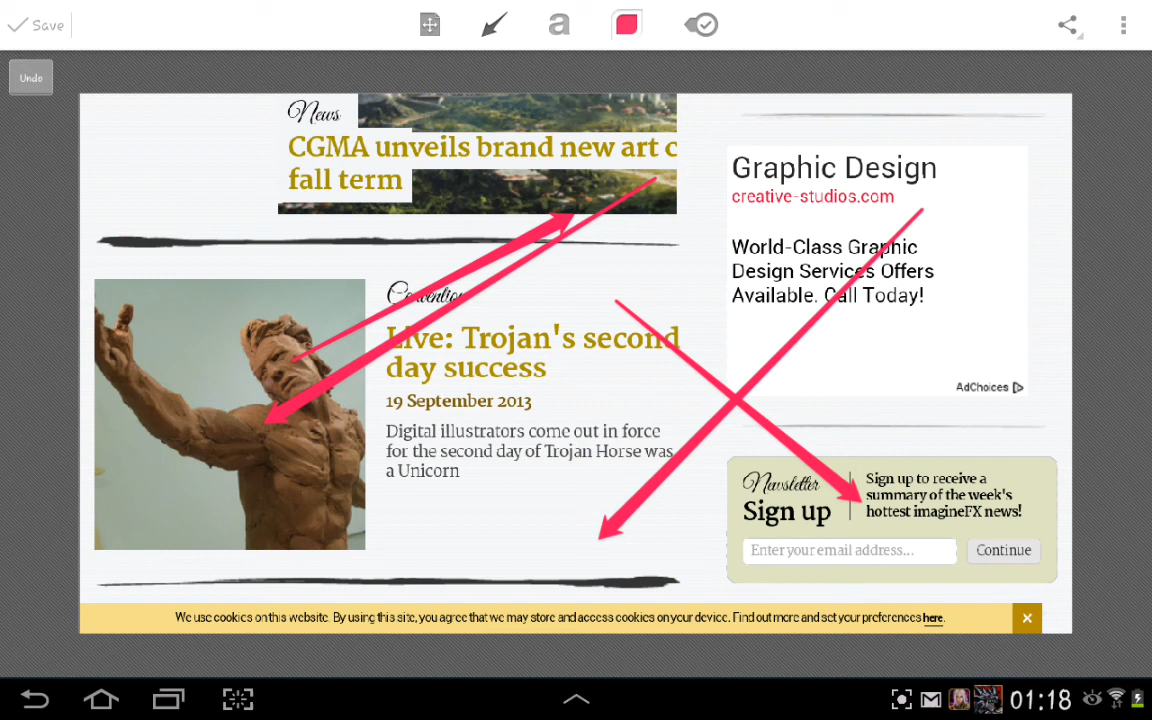 Save
a
Undo
News
CGMA unveils brand new art c
fall term
Convention
Live: Trojan's second
day success
19 September 2013
Digital illustrators come out in force
for the second day of Trojan Horse was
a Unicorn
Graphic Design
creative-studios.com
World-Class Graphic
Design Services Offers
Available. Call Today!
AdChoices
Newsletter
Sign up
Sign up to receive a
summary of the week's
hottest imagineFX news!
Enter your email address...
Continue
We use cookies on this website. By using this site, you agree that we may store and access cookies on your device. Find out more and set your preferences here.
01:18